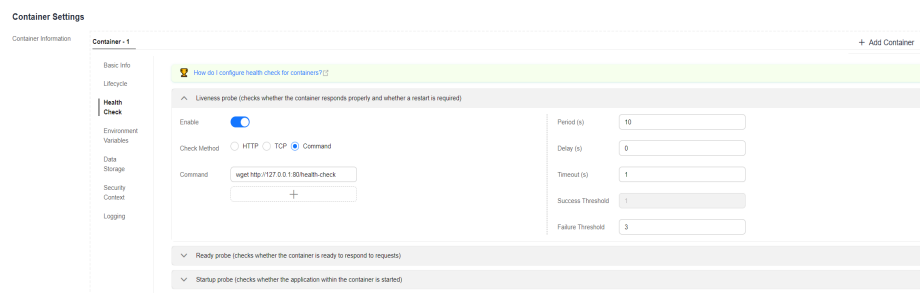 Container Settings
Container Information
Container - 1
+ Add Container
Basic Info
Lifecycle
Health
Check
Environment
Variables
Data
Storage
Security
Context
Logging
How do I configure health check for containers?
Liveness probe (checks whether the container responds properly and whether a restart is required)
Enable
Check Method HTTP TCP Command
Command wget http://127.0.0.1:80/health-check
+
Period (s) 10
Delay (s) 0
Timeout (s) 1
Success Threshold 1
Failure Threshold 3
Ready probe (checks whether the container is ready to respond to requests)
Startup probe (checks whether the application within the container is started)